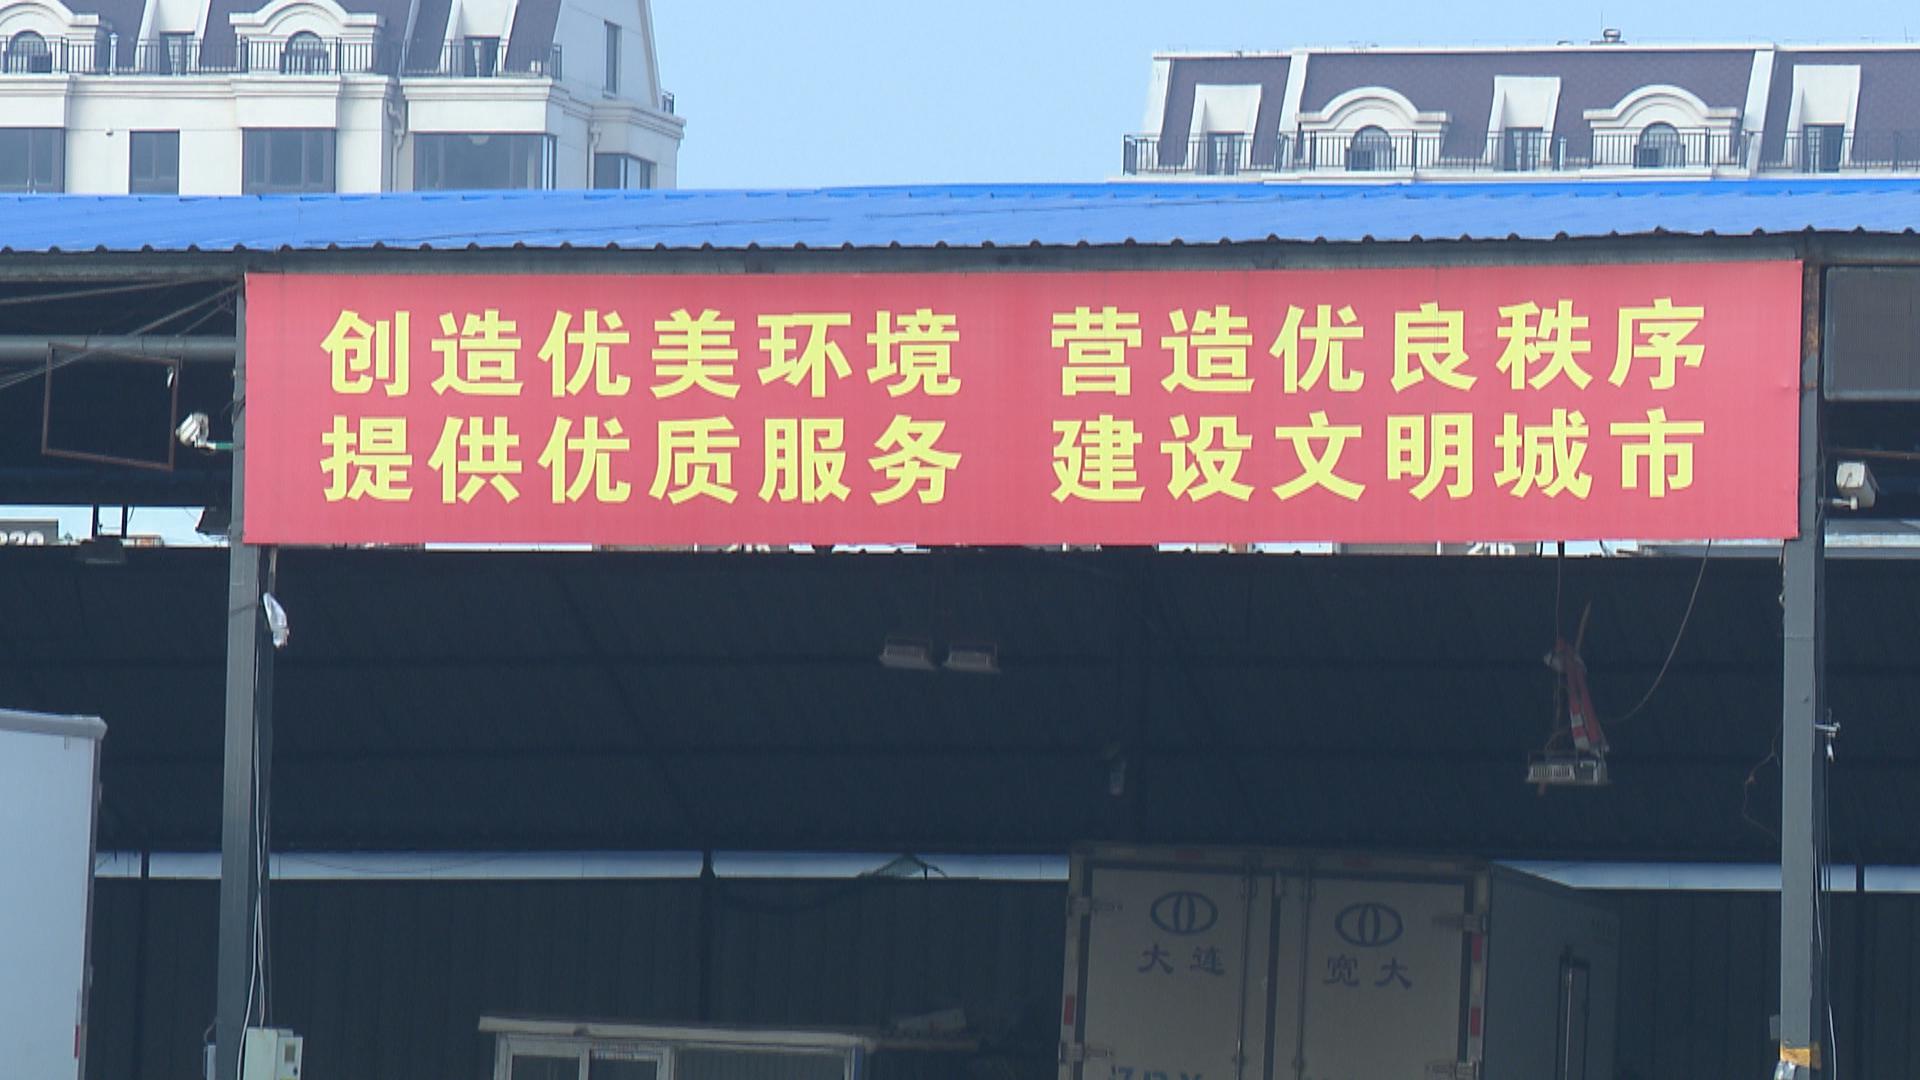 创造优美环境 营造优良秩序
提供优质服务 建设文明城市
大连 宽大